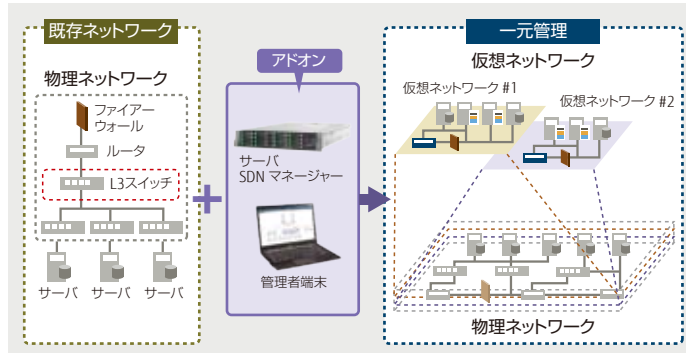 既存ネットワーク
物理ネットワーク
ファイアー
ウォール
ルータ
L3スイッチ
サーバ
サーバ
サーバ
アドオン
サーバ
SDN マネージャー
管理者端末
一元管理
仮想ネットワーク
仮想ネットワーク #1
仮想ネットワーク #2
物理ネットワーク